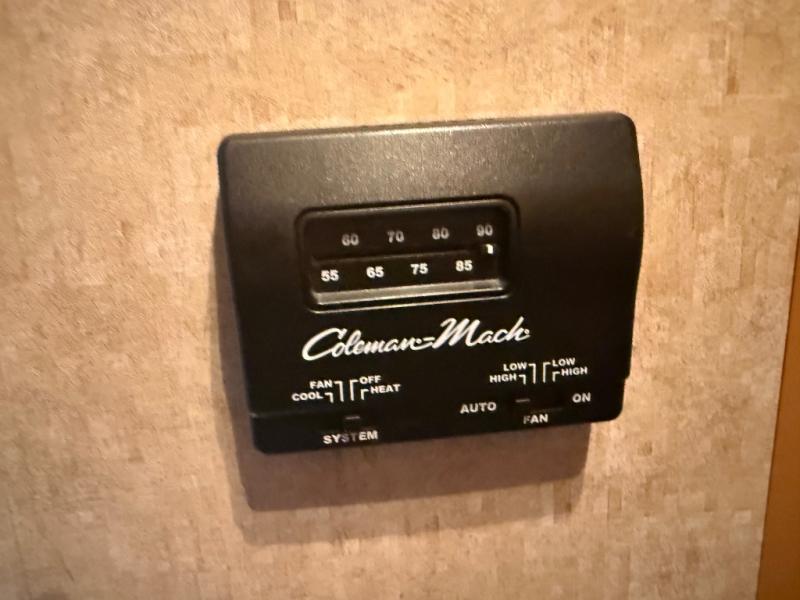 60 70 80 90
55 65 75 85
Coleman-Mach
FAN OFF
COOL HEAT
LOW LOW
HIGH HIGH
AUTO ON
SYSTEM FAN